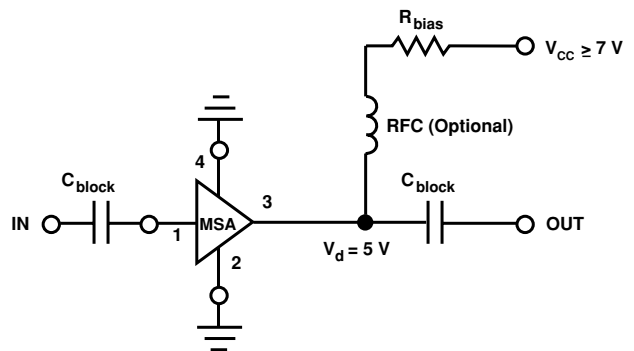 R_bias
V_CC ≥ 7 V
RFC (Optional)
4
C_block
C_block
3
IN
MSA
OUT
1
2
V_d = 5 V